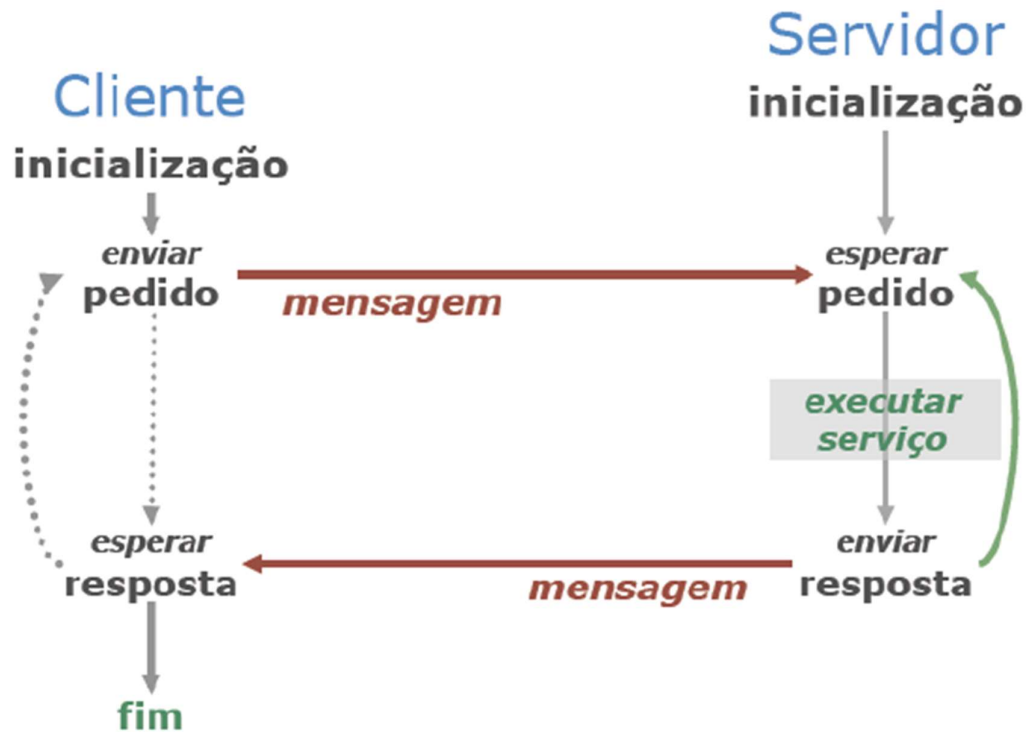 Servidor
Cliente
inicialização
inicialização
enviar
pedido
esperar
pedido
mensagem
executar
serviço
esperar
resposta
enviar
resposta
mensagem
fim